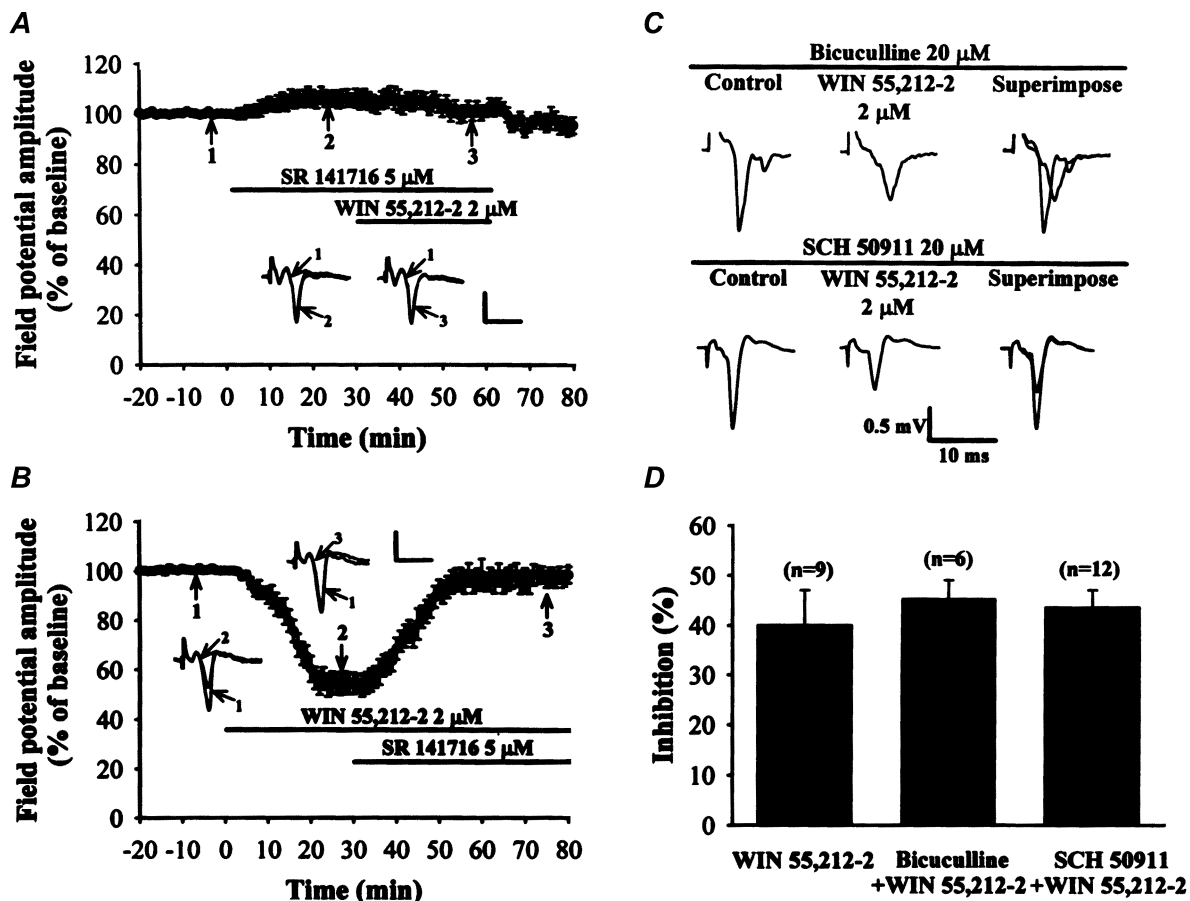 A
Field potential amplitude
(% of baseline)
120
100
80
60
40
20
0
1
2
3
SR 141716 5 µM
WIN 55,212-2 2 µM
1
2
1
3
-20 -10 0 10 20 30 40 50 60 70 80
Time (min)
B
Field potential amplitude
(% of baseline)
120
100
80
60
40
20
0
1
2
3
3
1
2
1
WIN 55,212-2 2 µM
SR 141716 5 µM
-20 -10 0 10 20 30 40 50 60 70 80
Time (min)
C
Bicuculline 20 µM
Control WIN 55,212-2 Superimpose
2 µM
SCH 50911 20 µM
Control WIN 55,212-2 Superimpose
2 µM
0.5 mV
10 ms
D
Inhibition (%)
60
50
40
30
20
10
0
(n=9) (n=6) (n=12)
WIN 55,212-2 Bicuculline SCH 50911
+WIN 55,212-2 +WIN 55,212-2